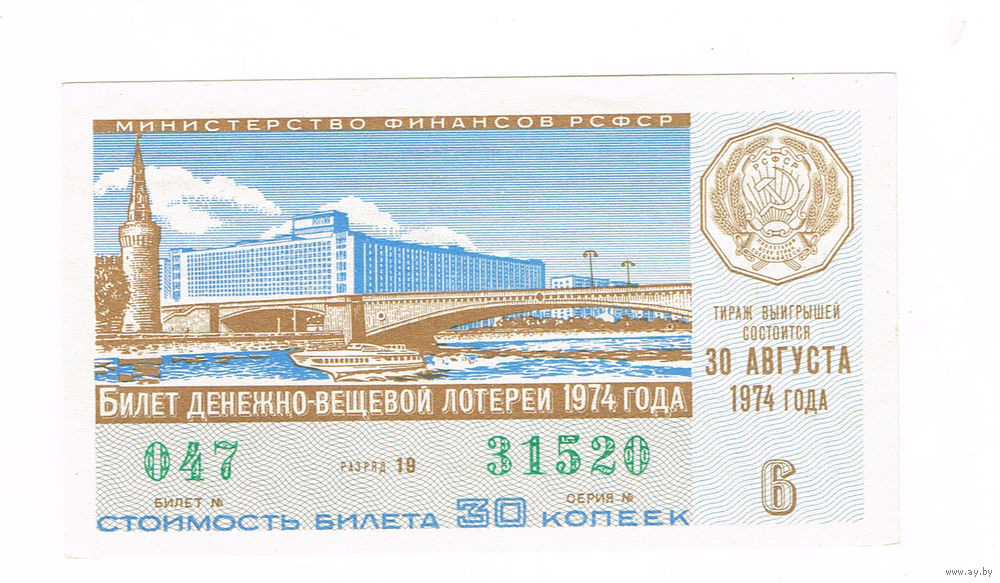 МИНИСТЕРСТВО ФИНАНСОВ РСФСР
РОССИЯ
РСФСР
ТИРАЖ ВЫИГРЫШЕЙ
СОСТОИТСЯ
30 АВГУСТА
1974 ГОДА
БИЛЕТ ДЕНЕЖНО-ВЕЩЕВОЙ ЛОТЕРЕИ 1974 ГОДА
047
РАЗРЯД 19
31520
БИЛЕТ №
СЕРИЯ №
6
СТОИМОСТЬ БИЛЕТА 30 КОПЕЕК
www.ay.by